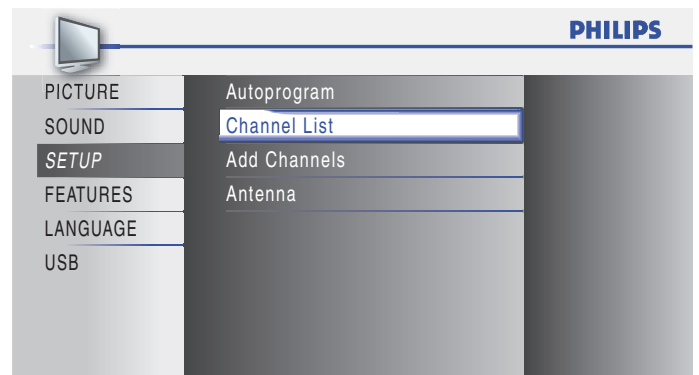 PHILIPS
PICTURE
SOUND
SETUP
FEATURES
LANGUAGE
USB
Autoprogram
Channel List
Add Channels
Antenna